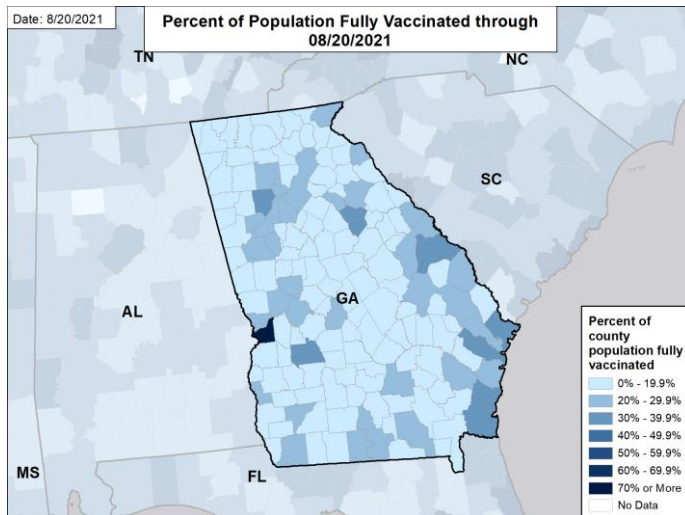 Date: 8/20/2021
Percent of Population Fully Vaccinated through
08/20/2021
TN
NC
SC
AL
GA
MS
FL
Percent of
county
population fully
vaccinated
0% - 19.9%
20% - 29.9%
30% - 39.9%
40% - 49.9%
50% - 59.9%
60% - 69.9%
70% or More
No Data